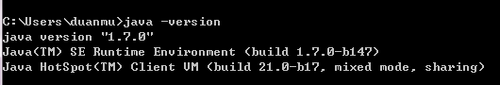 C:\Users\duanmu>java -version
java version "1.7.0"
Java(TM) SE Runtime Environment (build 1.7.0-b147)
Java HotSpot(TM) Client VM (build 21.0-b17, mixed mode, sharing)